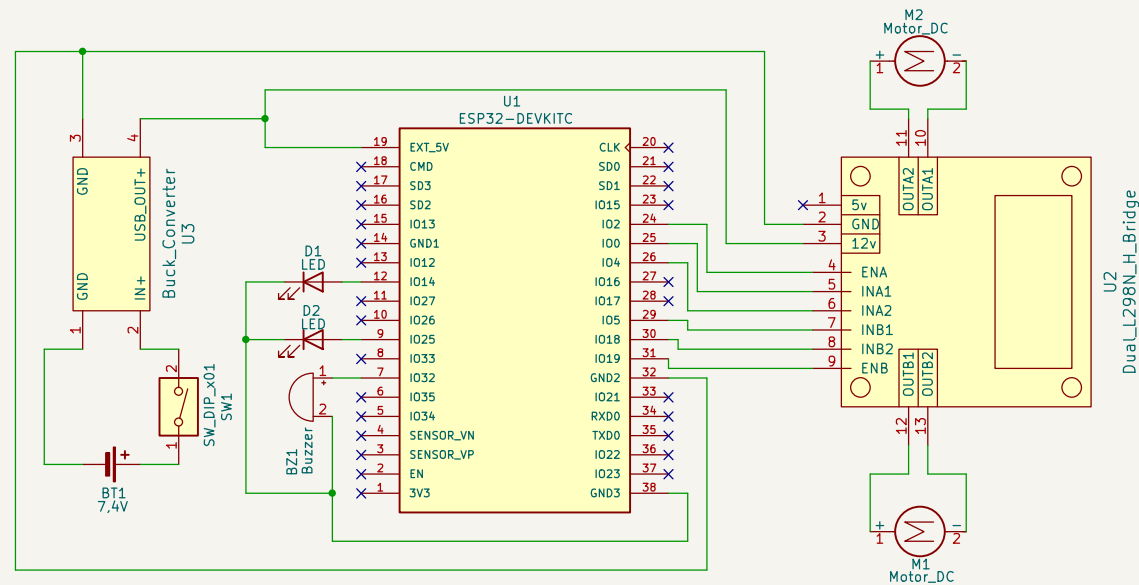 M2
Motor_DC
+
1
−
2
U1
ESP32-DEVKITC
3
4
GND
USB_OUT+
GND
IN+
Buck_Converter
U3
1
2
2
1
SW_DIP_x01
SW1
+
BT1
7,4V
D1
LED
D2
LED
1
+
2
BZ1
Buzzer
19 EXT_5V
18 CMD
17 SD3
16 SD2
15 IO13
14 GND1
13 IO12
12 IO14
11 IO27
10 IO26
9 IO25
8 IO33
7 IO32
6 IO35
5 IO34
4 SENSOR_VN
3 SENSOR_VP
2 EN
1 3V3
CLK 20
SD0 21
SD1 22
IO15 23
IO2 24
IO0 25
IO4 26
IO16 27
IO17 28
IO5 29
IO18 30
IO19 31
GND2 32
IO21 33
RXD0 34
TXD0 35
IO22 36
IO23 37
GND3 38
11
10
OUTA2
OUTA1
1 5v
2 GND
3 12v
4 ENA
5 INA1
6 INA2
7 INB1
8 INB2
9 ENB
OUTB1
OUTB2
12
13
U2
Dual_L298N_H_Bridge
+
1
−
2
M1
Motor_DC